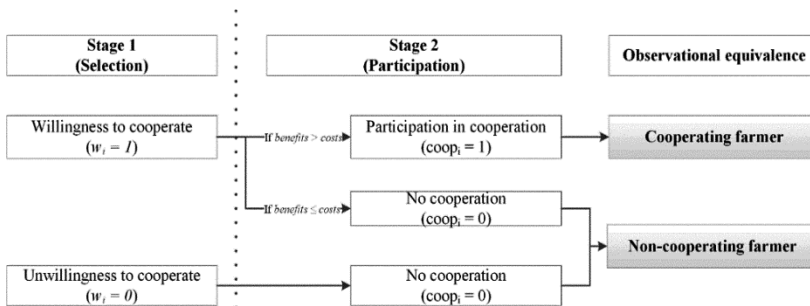 Stage 1
(Selection)
Stage 2
(Participation)
Observational equivalence
Willingness to cooperate
(wᵢ = 1)
If benefits > costs
Participation in cooperation
(coopᵢ = 1)
Cooperating farmer
If benefits ≤ costs
No cooperation
(coopᵢ = 0)
Non-cooperating farmer
Unwillingness to cooperate
(wᵢ = 0)
No cooperation
(coopᵢ = 0)